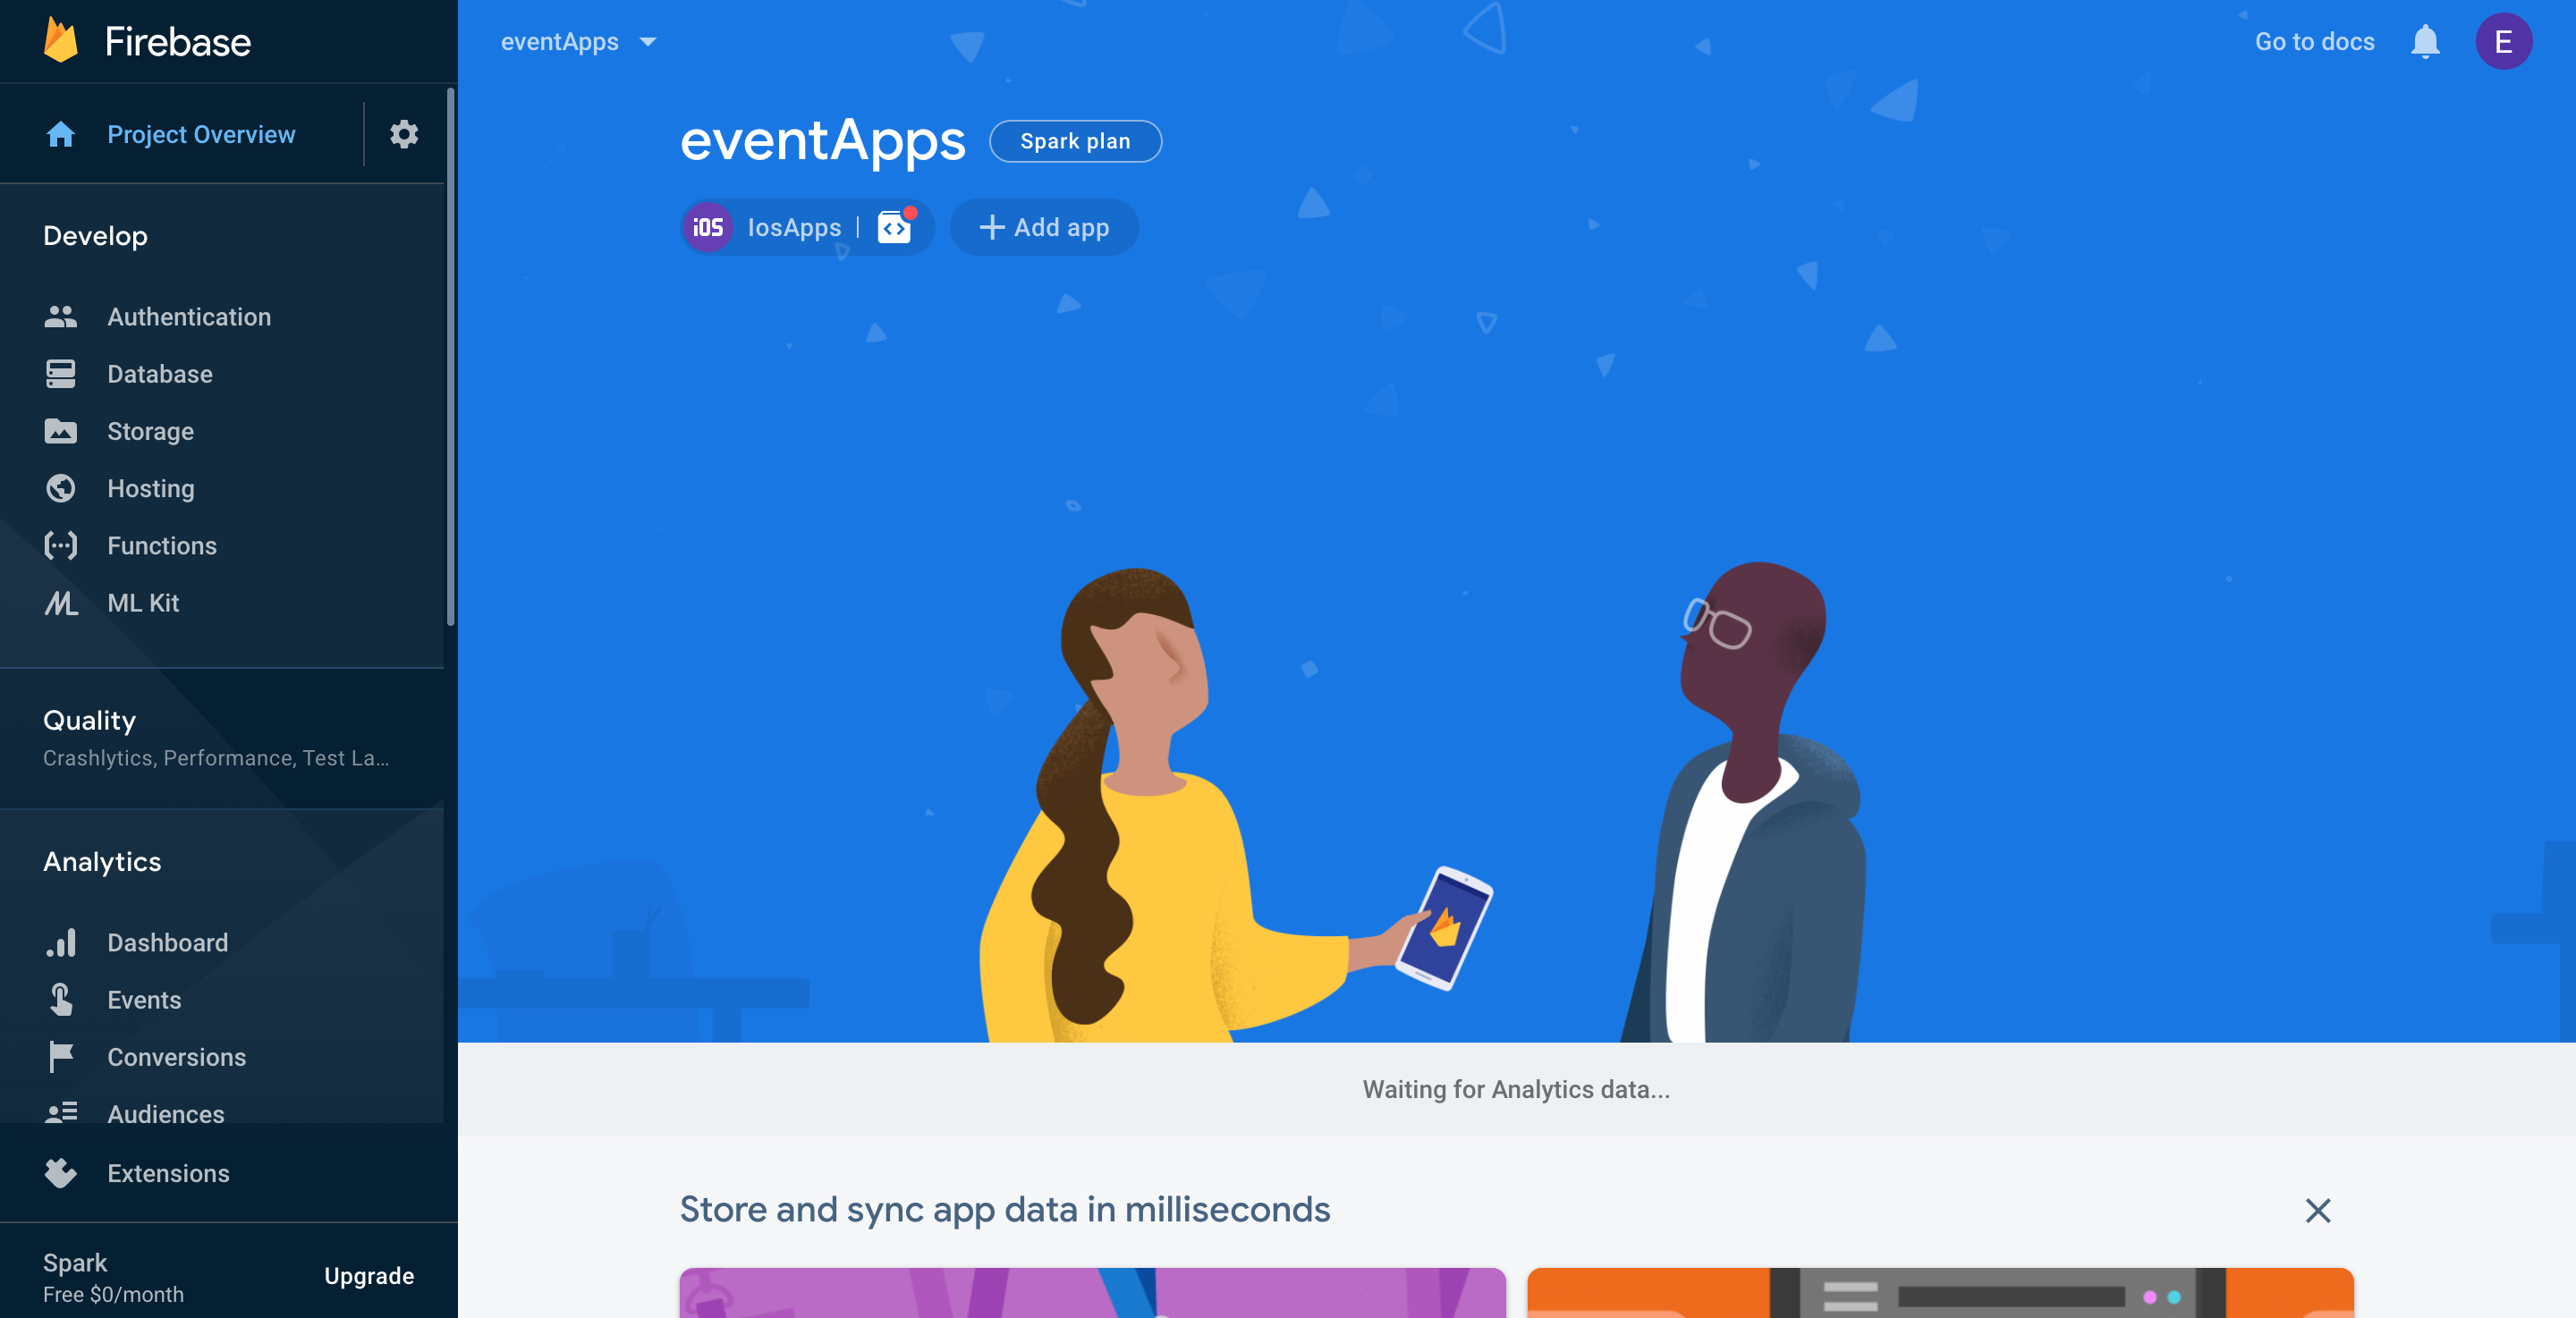 Firebase
Project Overview
Develop
Authentication
Database
Storage
Hosting
Functions
ML Kit
Quality
Crashlytics, Performance, Test La...
Analytics
Dashboard
Events
Conversions
Audiences
Extensions
Spark
Free $0/month
Upgrade
eventApps
Go to docs
E
eventApps
Spark plan
iOS
IosApps
Add app
Waiting for Analytics data...
Store and sync app data in milliseconds